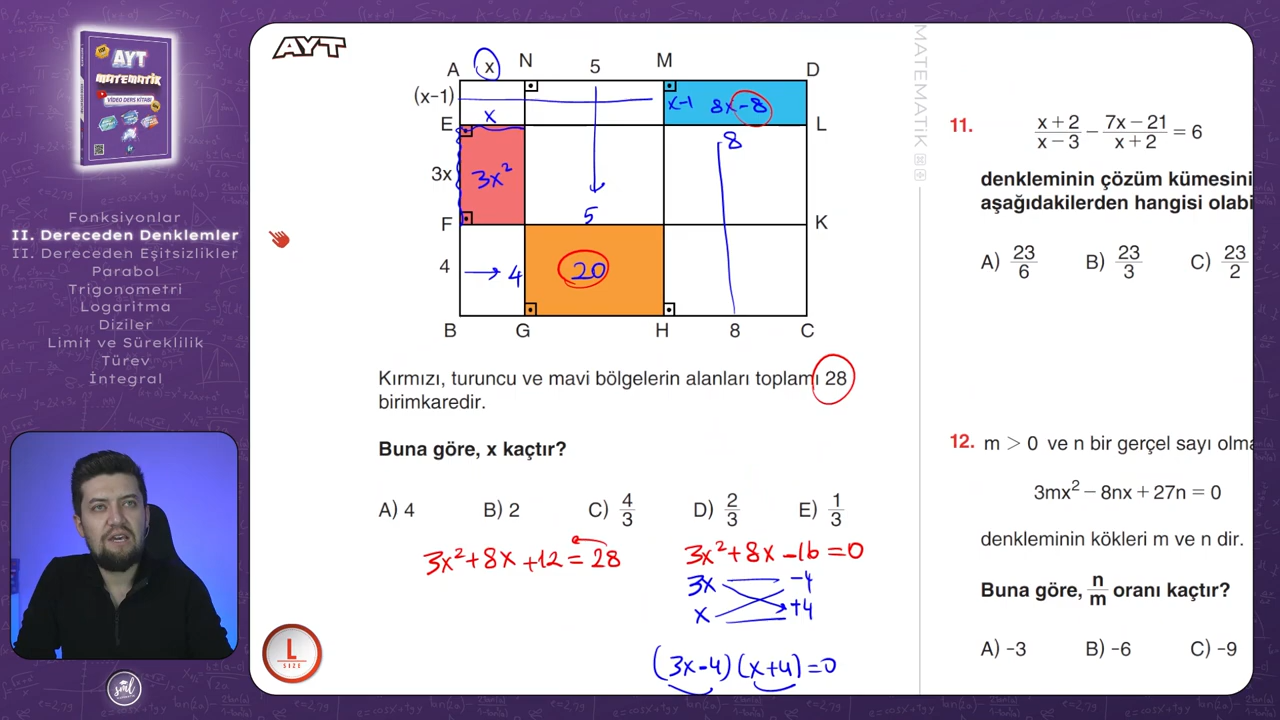 AYT
MATEMATİK
VİDEO DERS KİTABI
Fonksiyonlar
II. Dereceden Denklemler
II. Dereceden Eşitsizlikler
Parabol
Trigonometri
Logaritma
Diziler
Limit ve Süreklilik
Türev
İntegral
sml
AYT
A x N 5 M D
(x–1) x–1 8x–8
E x 8 L
3x 3x²
F 5 K
4 4 20
B G H 8 C
Kırmızı, turuncu ve mavi bölgelerin alanları toplamı 28
birimkaredir.
Buna göre, x kaçtır?
A) 4 B) 2 C) 4/3 D) 2/3 E) 1/3
3x²+8x+12=28 3x²+8x–16=0
3x –4
x +4
(3x–4)(x+4)=0
L
SIZE
MATEMATİK
11. x + 2 / x – 3 – 7x – 21 / x + 2 = 6
denkleminin çözüm kümesini
aşağıdakilerden hangisi olabi
A) 23/6 B) 23/3 C) 23/2
12. m > 0 ve n bir gerçel sayı olma
3mx² – 8nx + 27n = 0
denkleminin kökleri m ve n dir.
Buna göre, n/m oranı kaçtır?
A) –3 B) –6 C) –9